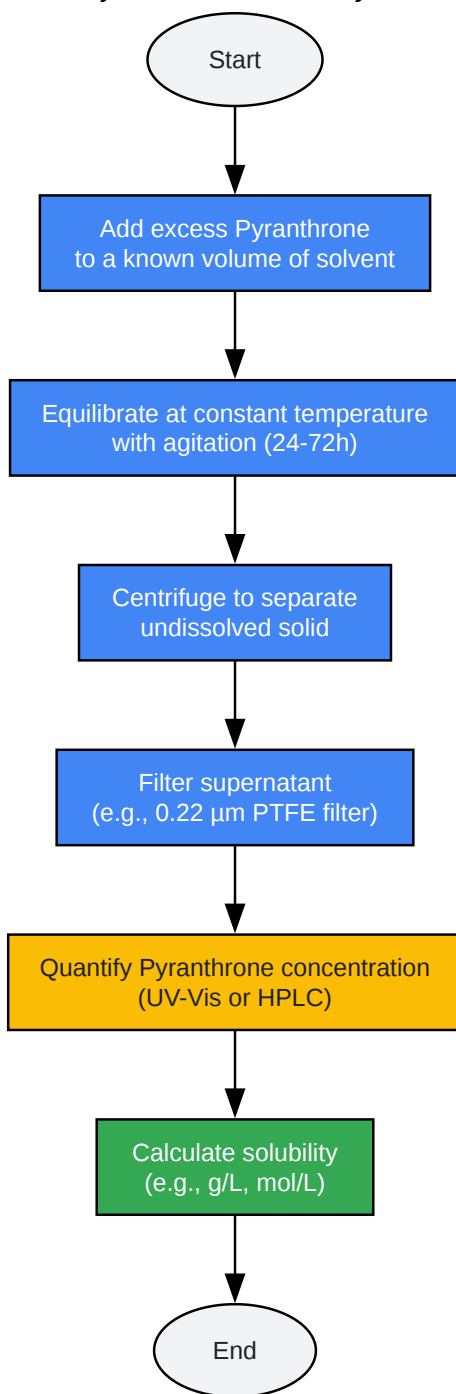 Start
Add excess Pyranthrone
to a known volume of solvent
Equilibrate at constant temperature
with agitation (24-72h)
Centrifuge to separate
undissolved solid
Filter supernatant
(e.g., 0.22 µm PTFE filter)
Quantify Pyranthrone concentration
(UV-Vis or HPLC)
Calculate solubility
(e.g., g/L, mol/L)
End